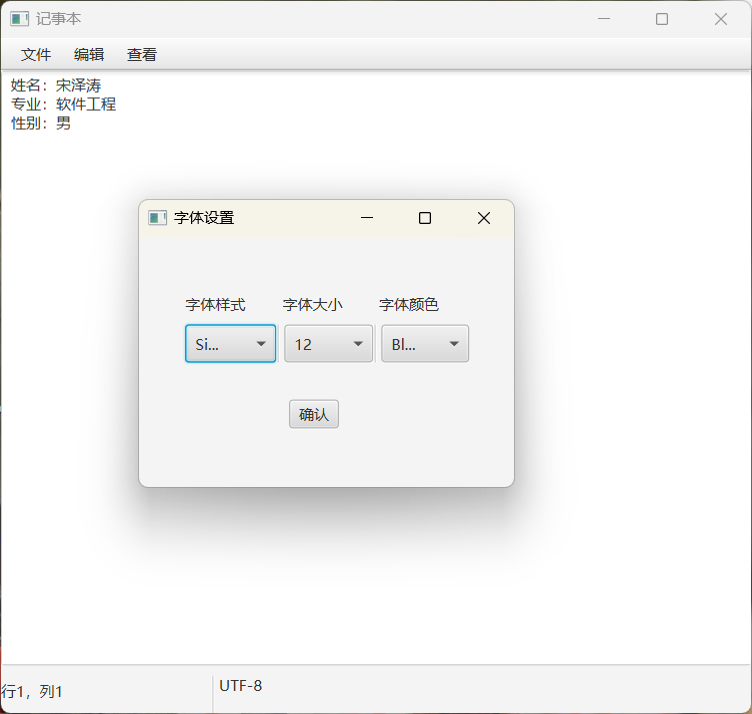 记事本
文件 编辑 查看
姓名：宋泽涛
专业：软件工程
性别：男
字体设置
字体样式 字体大小 字体颜色
Si... 12 Bl...
确认
行1，列1 UTF-8